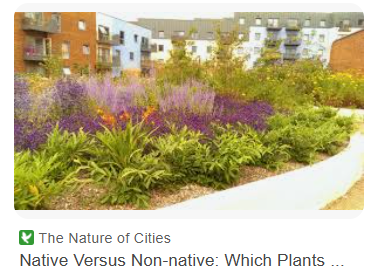 The Nature of Cities
Native Versus Non-native: Which Plants ...